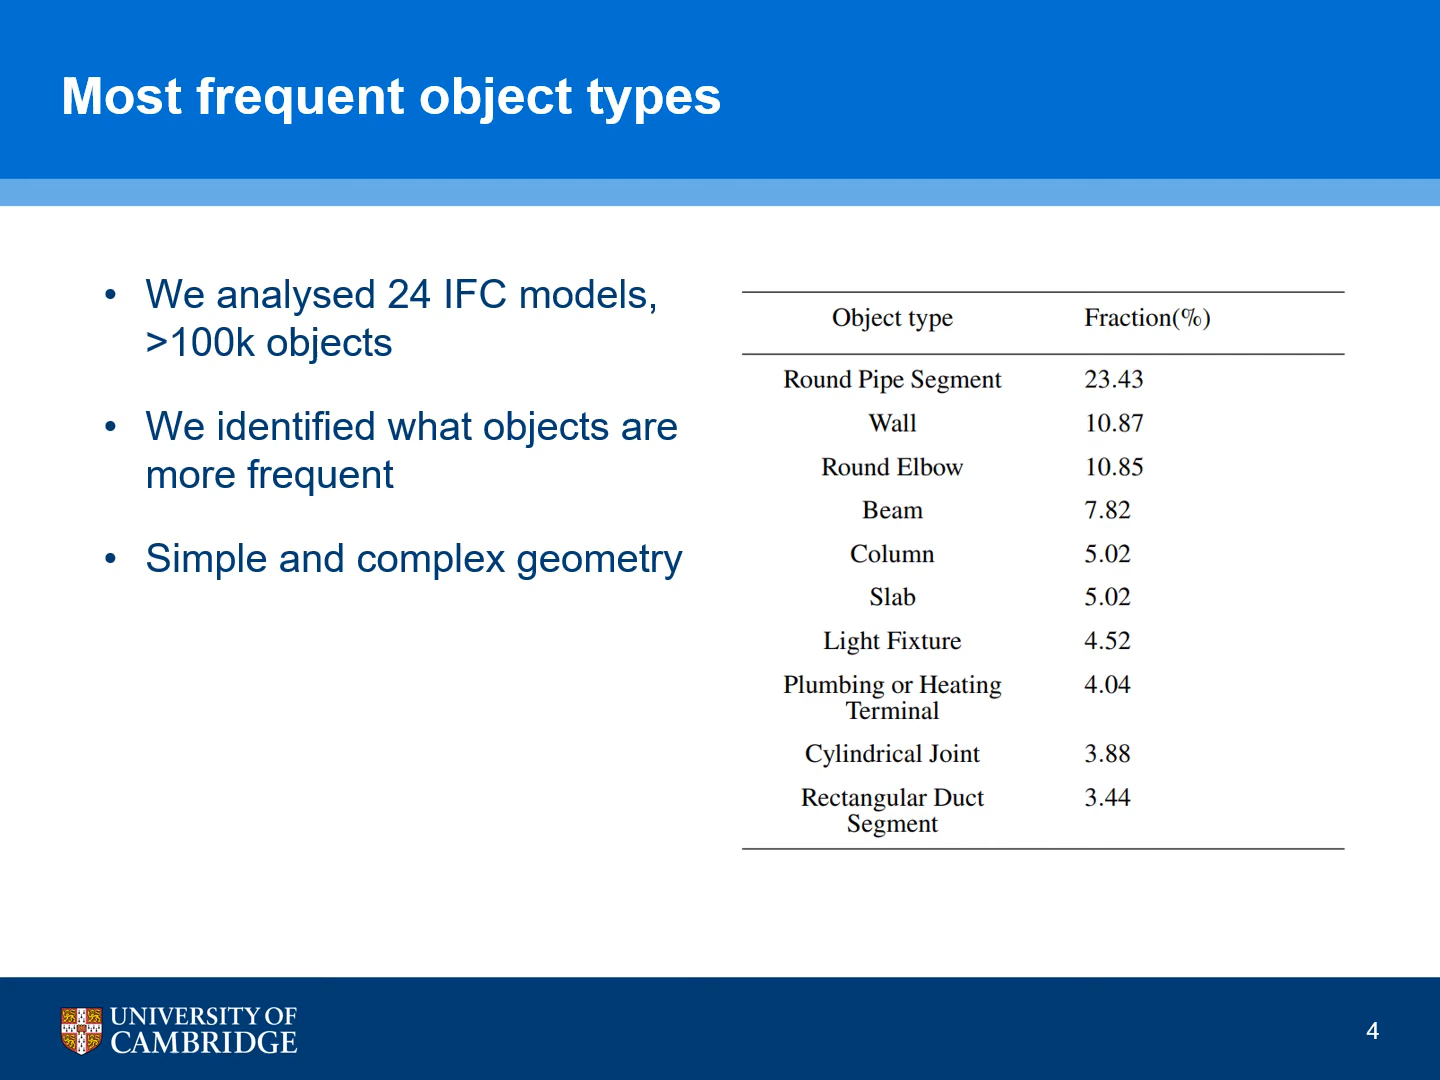 Most frequent object types
• We analysed 24 IFC models,
>100k objects
• We identified what objects are
more frequent
• Simple and complex geometry
Object type Fraction(%)
Round Pipe Segment 23.43
Wall 10.87
Round Elbow 10.85
Beam 7.82
Column 5.02
Slab 5.02
Light Fixture 4.52
Plumbing or Heating 4.04
Terminal
Cylindrical Joint 3.88
Rectangular Duct 3.44
Segment
UNIVERSITY OF
CAMBRIDGE
4